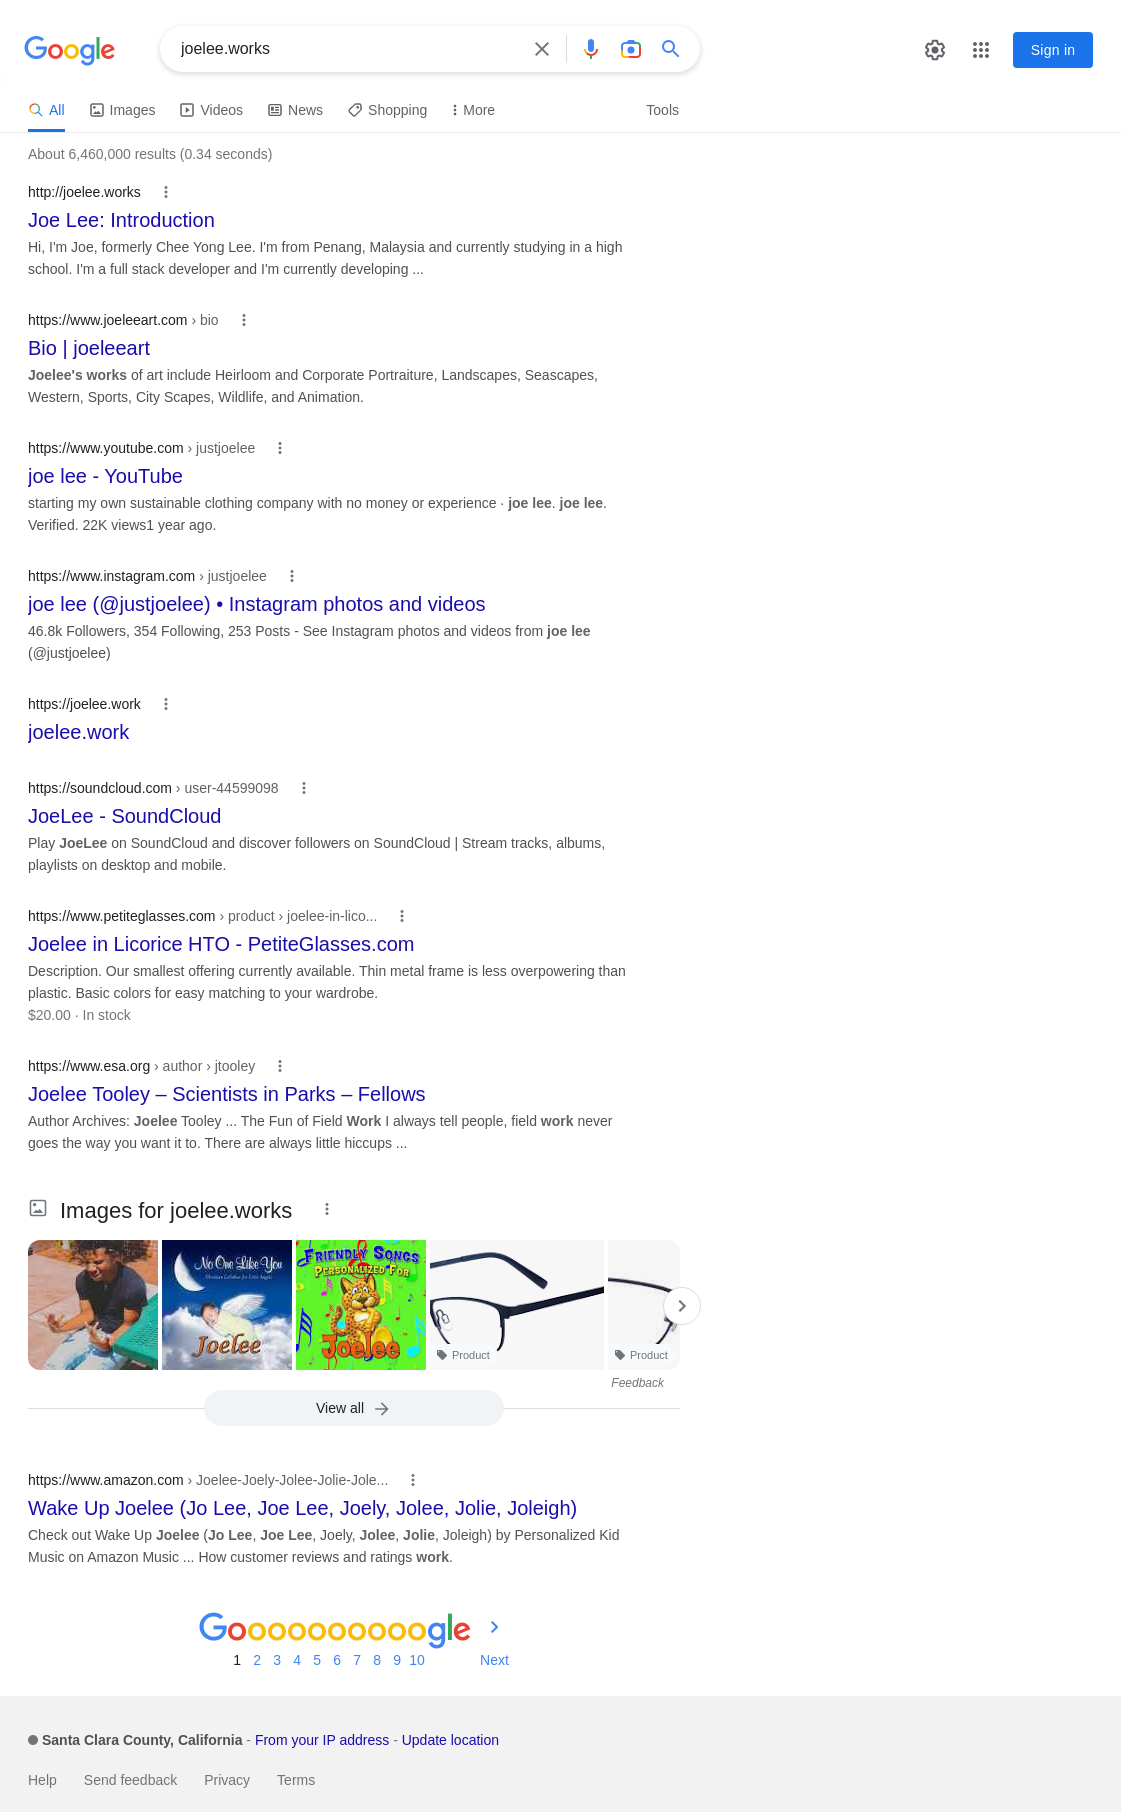 Google
joelee.works
Sign in
All Images Videos News Shopping More Tools
About 6,460,000 results (0.34 seconds)
http://joelee.works
Joe Lee: Introduction
Hi, I'm Joe, formerly Chee Yong Lee. I'm from Penang, Malaysia and currently studying in a high
school. I'm a full stack developer and I'm currently developing ...
https://www.joeleeart.com › bio
Bio | joeleeart
Joelee's works of art include Heirloom and Corporate Portraiture, Landscapes, Seascapes,
Western, Sports, City Scapes, Wildlife, and Animation.
https://www.youtube.com › justjoelee
joe lee - YouTube
starting my own sustainable clothing company with no money or experience · joe lee. joe lee.
Verified. 22K views1 year ago.
https://www.instagram.com › justjoelee
joe lee (@justjoelee) • Instagram photos and videos
46.8k Followers, 354 Following, 253 Posts - See Instagram photos and videos from joe lee
(@justjoelee)
https://joelee.work
joelee.work
https://soundcloud.com › user-44599098
JoeLee - SoundCloud
Play JoeLee on SoundCloud and discover followers on SoundCloud | Stream tracks, albums,
playlists on desktop and mobile.
https://www.petiteglasses.com › product › joelee-in-lico...
Joelee in Licorice HTO - PetiteGlasses.com
Description. Our smallest offering currently available. Thin metal frame is less overpowering than
plastic. Basic colors for easy matching to your wardrobe.
$20.00 · In stock
https://www.esa.org › author › jtooley
Joelee Tooley – Scientists in Parks – Fellows
Author Archives: Joelee Tooley ... The Fun of Field Work I always tell people, field work never
goes the way you want it to. There are always little hiccups ...
Images for joelee.works
No One Like You
Joelee
FRIENDLY SONGS
PERSONALIZED FOR
Joelee
Product
Product
Feedback
View all
https://www.amazon.com › Joelee-Joely-Jolee-Jolie-Jole...
Wake Up Joelee (Jo Lee, Joe Lee, Joely, Jolee, Jolie, Joleigh)
Check out Wake Up Joelee (Jo Lee, Joe Lee, Joely, Jolee, Jolie, Joleigh) by Personalized Kid
Music on Amazon Music ... How customer reviews and ratings work.
Goooooooooogle
1 2 3 4 5 6 7 8 9 10 Next
Santa Clara County, California - From your IP address - Update location
Help Send feedback Privacy Terms